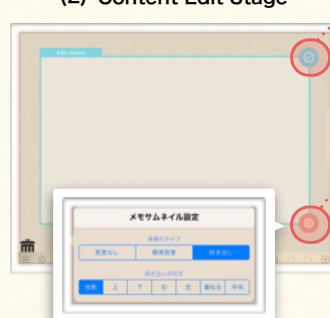 (2) Content Edit Stage
Edit memo
メモサムネイル設定
背景のタイプ
背景なし 標準背景 吹き出し
吹き出しの向き
自動 上 下 右 左 重ねる 中央